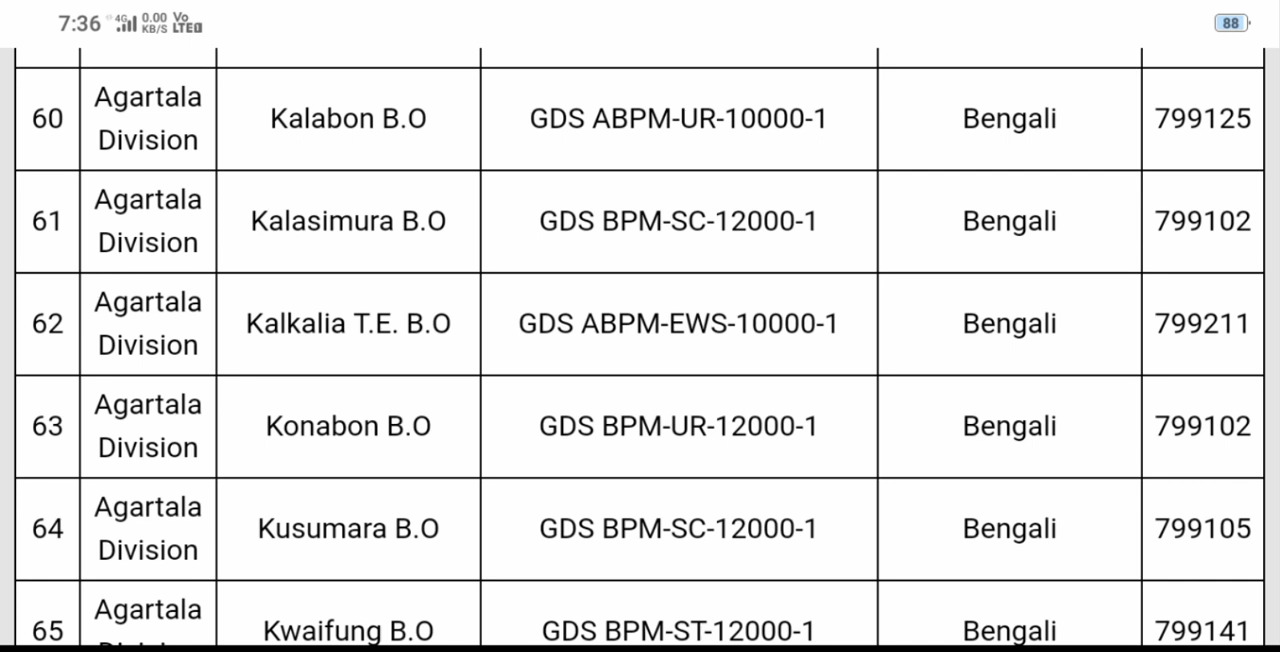 7:36 4G 0.00 KB/S Vo LTE 88
60 Agartala Division Kalabon B.O GDS ABPM-UR-10000-1 Bengali 799125
61 Agartala Division Kalasimura B.O GDS BPM-SC-12000-1 Bengali 799102
62 Agartala Division Kalkalia T.E. B.O GDS ABPM-EWS-10000-1 Bengali 799211
63 Agartala Division Konabon B.O GDS BPM-UR-12000-1 Bengali 799102
64 Agartala Division Kusumara B.O GDS BPM-SC-12000-1 Bengali 799105
65 Agartala Kwaifung B.O GDS BPM-ST-12000-1 Bengali 799141